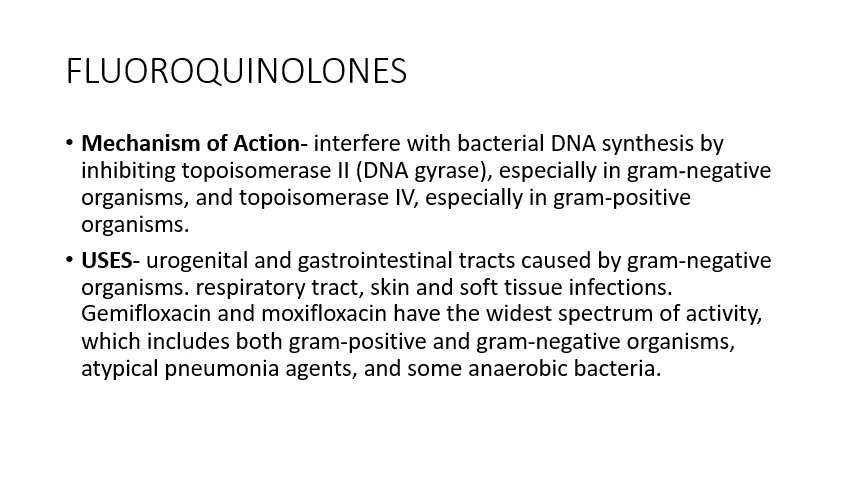 FLUOROQUINOLONES
• Mechanism of Action- interfere with bacterial DNA synthesis by
inhibiting topoisomerase II (DNA gyrase), especially in gram-negative
organisms, and topoisomerase IV, especially in gram-positive
organisms.
• USES- urogenital and gastrointestinal tracts caused by gram-negative
organisms. respiratory tract, skin and soft tissue infections.
Gemifloxacin and moxifloxacin have the widest spectrum of activity,
which includes both gram-positive and gram-negative organisms,
atypical pneumonia agents, and some anaerobic bacteria.